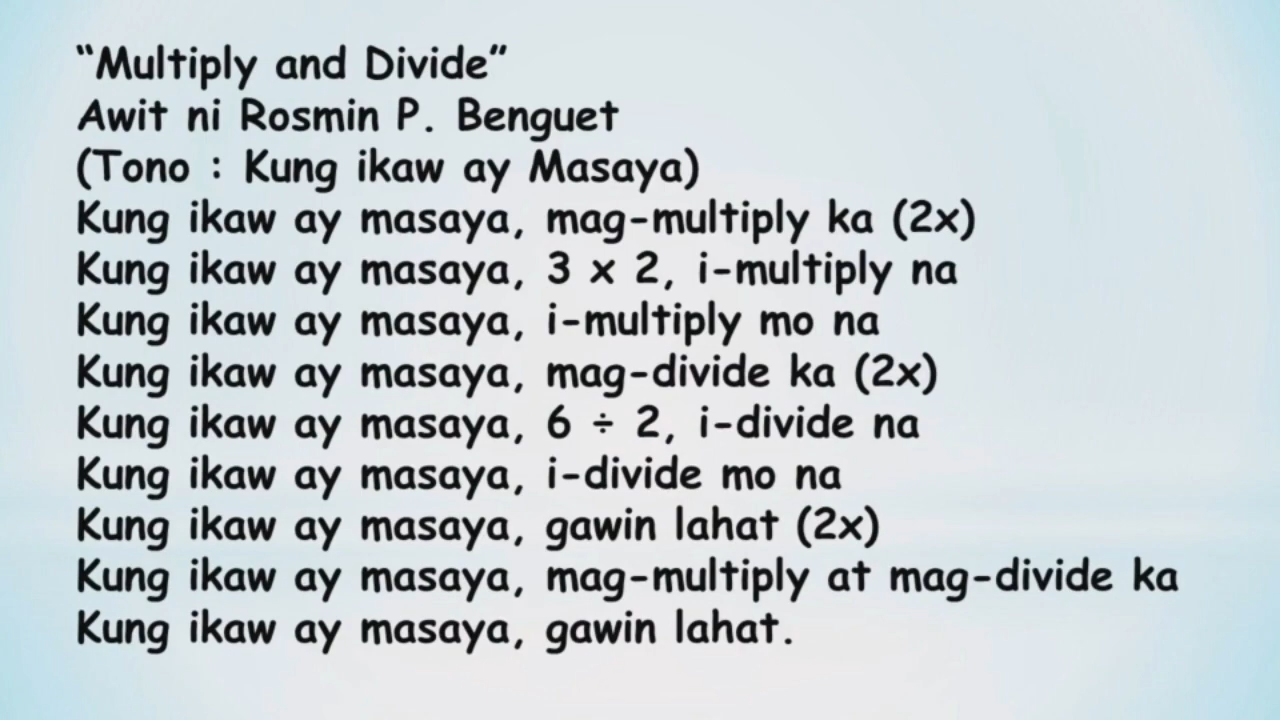 “Multiply and Divide”
Awit ni Rosmin P. Benguet
(Tono : Kung ikaw ay Masaya)
Kung ikaw ay masaya, mag-multiply ka (2x)
Kung ikaw ay masaya, 3 x 2, i-multiply na
Kung ikaw ay masaya, i-multiply mo na
Kung ikaw ay masaya, mag-divide ka (2x)
Kung ikaw ay masaya, 6 ÷ 2, i-divide na
Kung ikaw ay masaya, i-divide mo na
Kung ikaw ay masaya, gawin lahat (2x)
Kung ikaw ay masaya, mag-multiply at mag-divide ka
Kung ikaw ay masaya, gawin lahat.